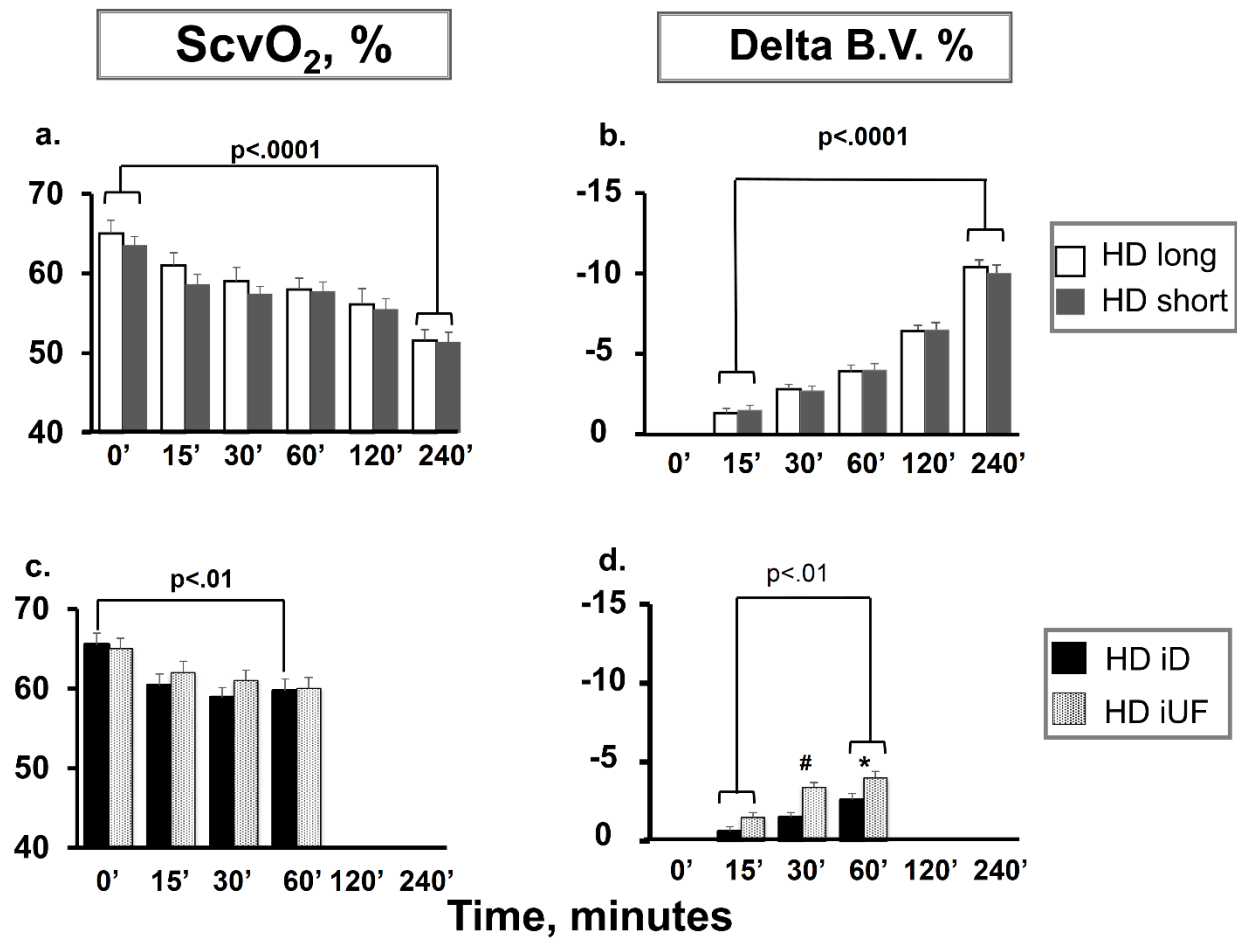 ScvO2, %
Delta B.V. %
a.
p<.0001
70
60
50
40
0’ 15’ 30’ 60’ 120’ 240’
b.
p<.0001
-15
-10
-5
0
0’ 15’ 30’ 60’ 120’ 240’
HD long
HD short
c.
p<.01
70
60
50
40
0’ 15’ 30’ 60’ 120’ 240’
d.
p<.01
-15
-10
-5
0
# *
0’ 15’ 30’ 60’ 120’ 240’
HD iD
HD iUF
Time, minutes